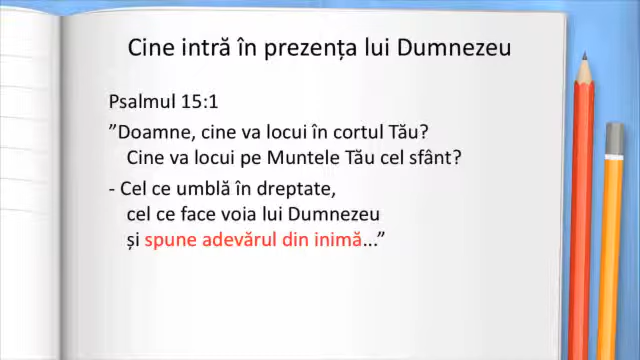 Cine intră în prezența lui Dumnezeu
Psalmul 15:1
”Doamne, cine va locui în cortul Tău?
Cine va locui pe Muntele Tău cel sfânt?
- Cel ce umblă în dreptate,
cel ce face voia lui Dumnezeu
și spune adevărul din inimă...”